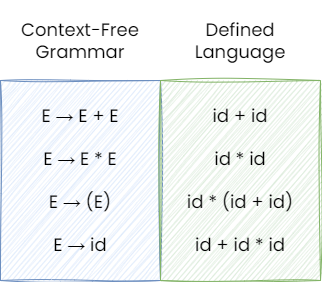 Context-Free
Grammar
Defined
Language
E → E + E
id + id
E → E * E
id * id
E → (E)
id * (id + id)
E → id
id + id * id